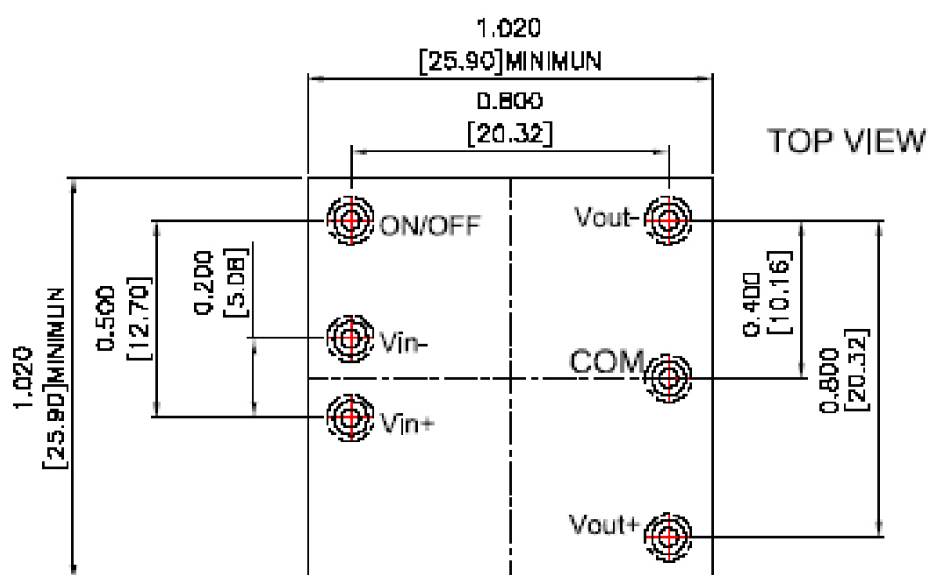 1.020
[25.90]MINIMUN
0.800
[20.32]
TOP VIEW
ON/OFF
Vout-
0.200
[5.08]
0.500
[12.70]
1.020
[25.90]MINIMUN
0.400
[10.16]
Vin-
COM
0.800
[20.32]
Vin+
Vout+